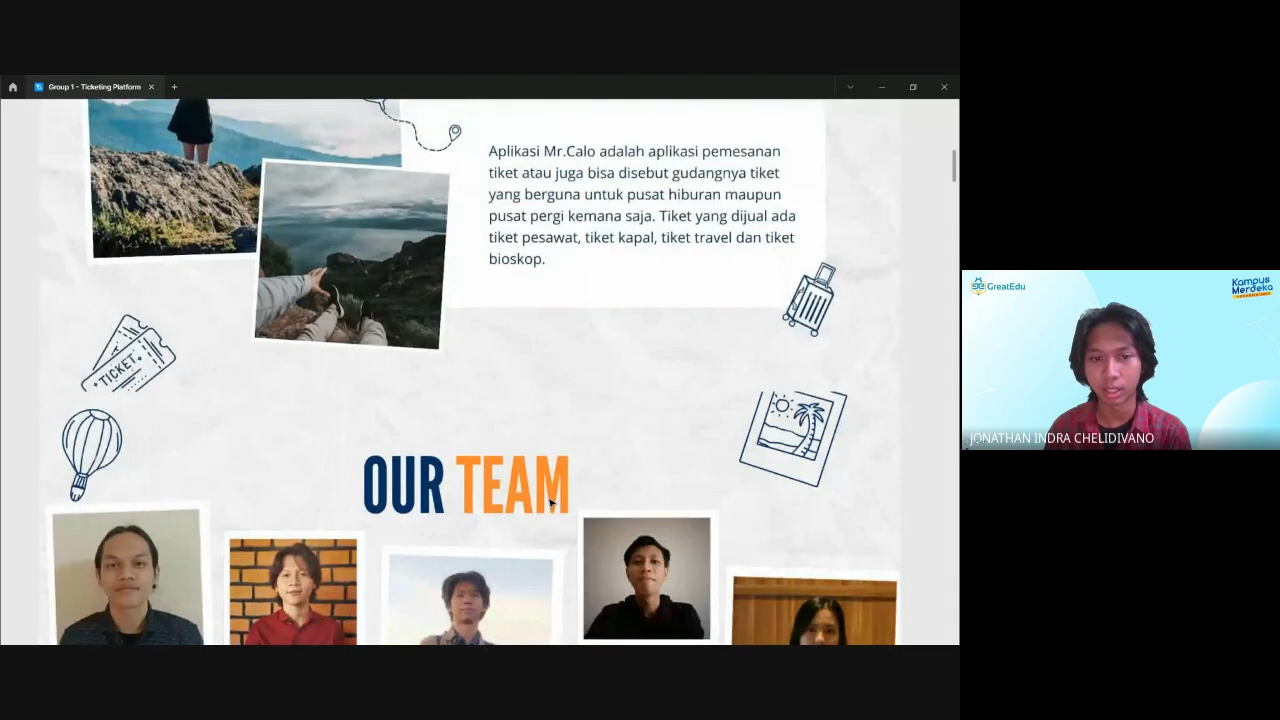 Group 1 - Ticketing Platform
Aplikasi Mr.Calo adalah aplikasi pemesanan
tiket atau juga bisa disebut gudangnya tiket
yang berguna untuk pusat hiburan maupun
pusat pergi kemana saja. Tiket yang dijual ada
tiket pesawat, tiket kapal, tiket travel dan tiket
bioskop.
TICKET
OUR TEAM
GreatEdu
Kampus
Merdeka
JONATHAN INDRA CHELIDIVANO